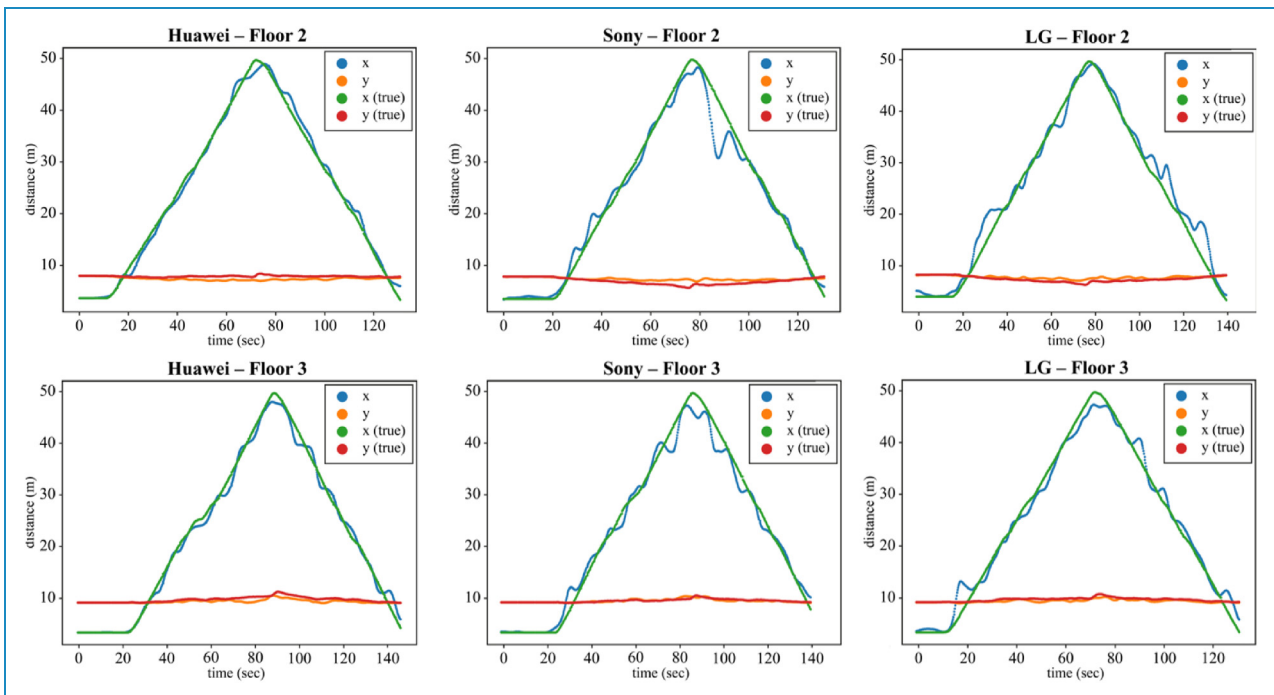 Huawei – Floor 2
50
40
30
20
10
distance (m)
x
y
x (true)
y (true)
0 20 40 60 80 100 120
time (sec)
Sony – Floor 2
50
40
30
20
10
distance (m)
x
y
x (true)
y (true)
0 20 40 60 80 100 120
time (sec)
LG – Floor 2
50
40
30
20
10
distance (m)
x
y
x (true)
y (true)
0 20 40 60 80 100 120 140
time (sec)
Huawei – Floor 3
50
40
30
20
10
distance (m)
x
y
x (true)
y (true)
0 20 40 60 80 100 120 140
time (sec)
Sony – Floor 3
50
40
30
20
10
distance (m)
x
y
x (true)
y (true)
0 20 40 60 80 100 120 140
time (sec)
LG – Floor 3
50
40
30
20
10
distance (m)
x
y
x (true)
y (true)
0 20 40 60 80 100 120
time (sec)